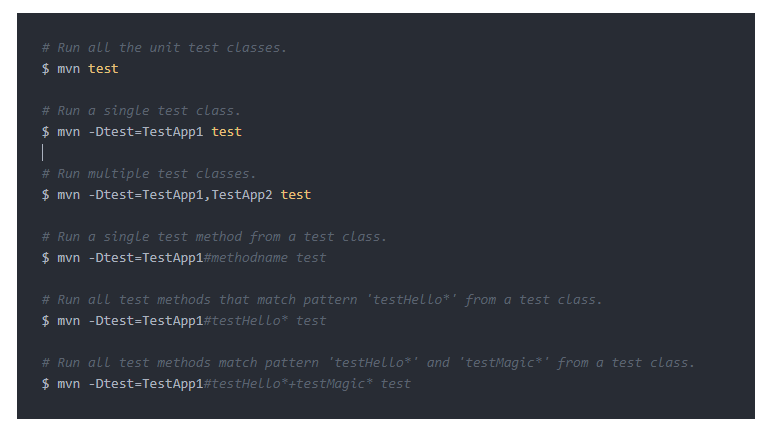 # Run all the unit test classes.
$ mvn test
# Run a single test class.
$ mvn -Dtest=TestApp1 test
# Run multiple test classes.
$ mvn -Dtest=TestApp1,TestApp2 test
# Run a single test method from a test class.
$ mvn -Dtest=TestApp1#methodname test
# Run all test methods that match pattern 'testHello*' from a test class.
$ mvn -Dtest=TestApp1#testHello* test
# Run all test methods match pattern 'testHello*' and 'testMagic*' from a test class.
$ mvn -Dtest=TestApp1#testHello*+testMagic* test